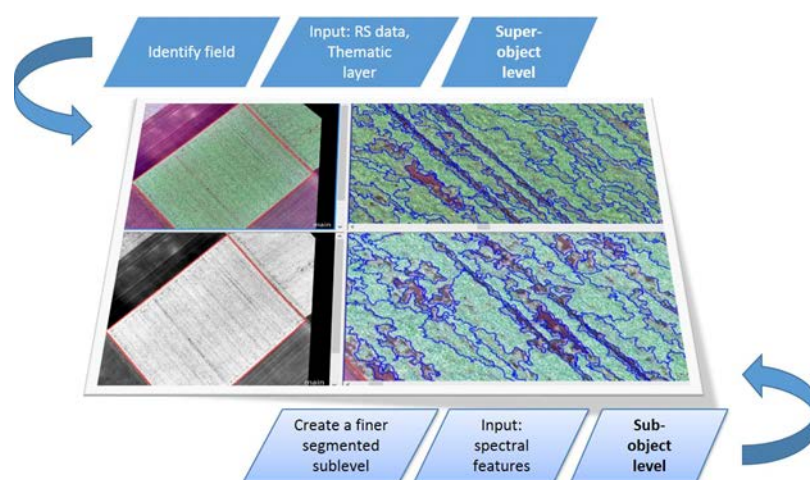 Identify field
Input: RS data,
Thematic
layer
Super-
object
level
main
main
Create a finer
segmented
sublevel
Input:
spectral
features
Sub-
object
level